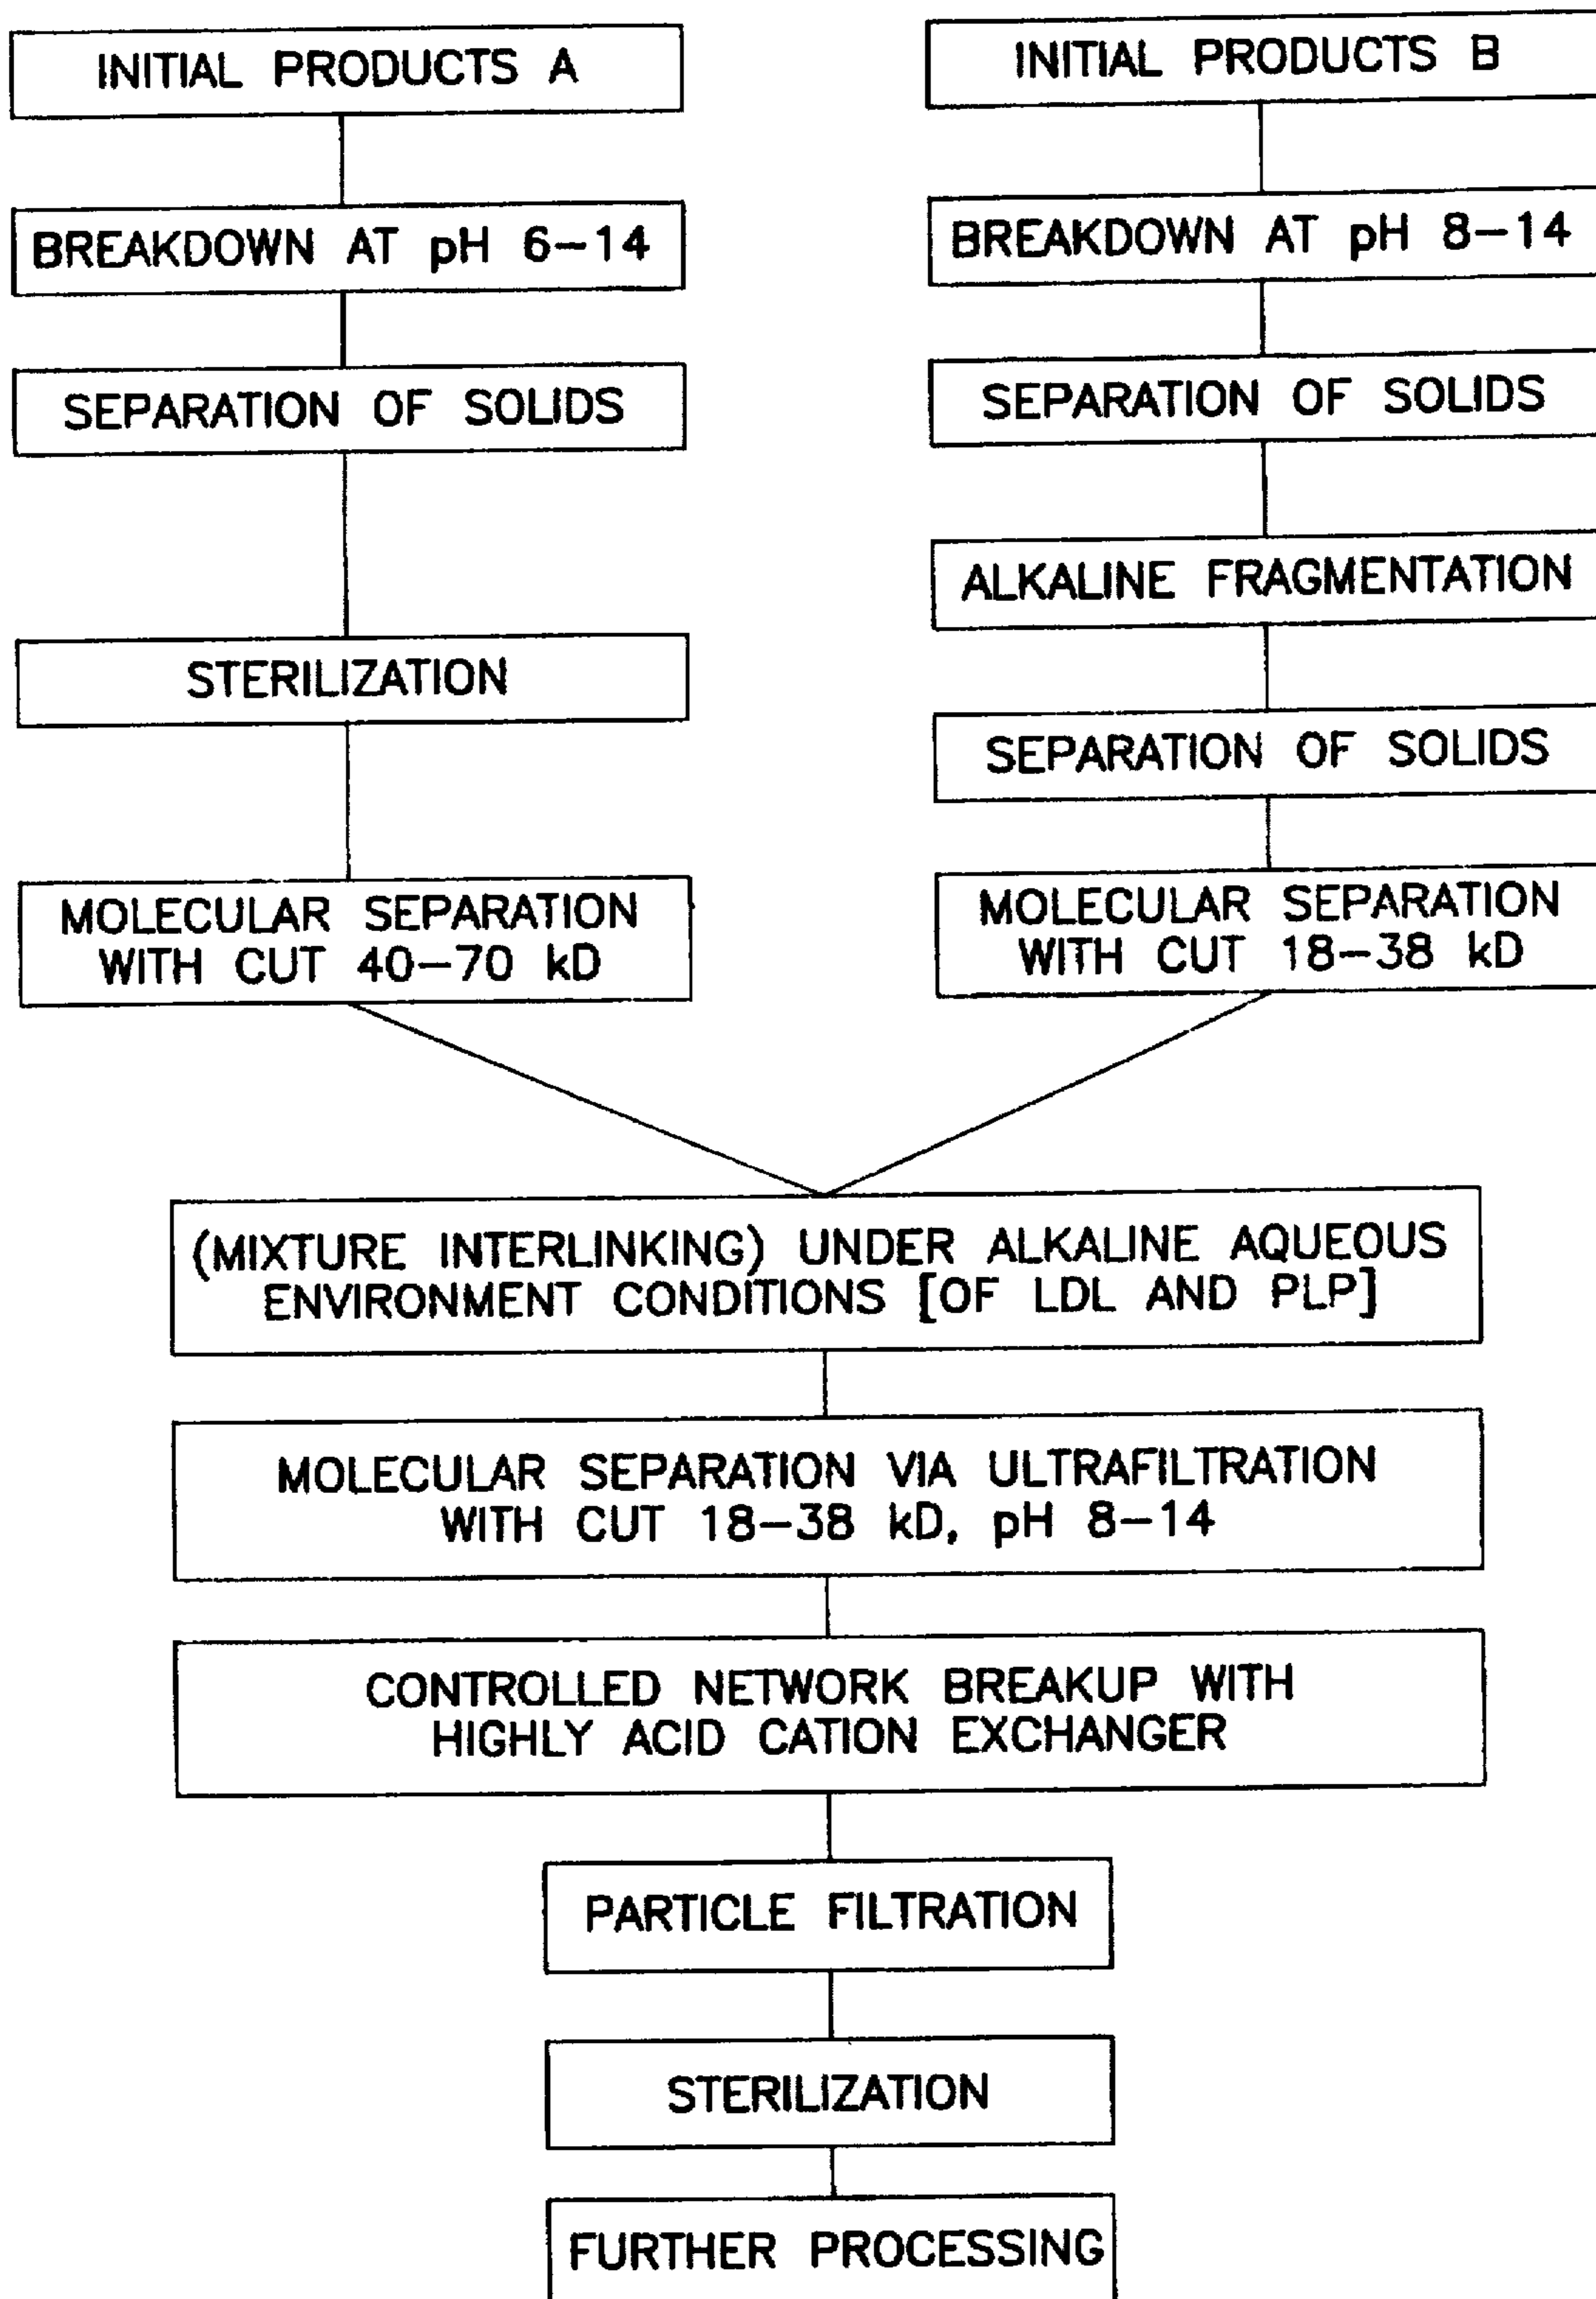 INITIAL PRODUCTS A
BREAKDOWN AT pH 6–14
SEPARATION OF SOLIDS
STERILIZATION
MOLECULAR SEPARATION
WITH CUT 40–70 kD
INITIAL PRODUCTS B
BREAKDOWN AT pH 8–14
SEPARATION OF SOLIDS
ALKALINE FRAGMENTATION
SEPARATION OF SOLIDS
MOLECULAR SEPARATION
WITH CUT 18–38 kD
(MIXTURE INTERLINKING) UNDER ALKALINE AQUEOUS
ENVIRONMENT CONDITIONS [OF LDL AND PLP]
MOLECULAR SEPARATION VIA ULTRAFILTRATION
WITH CUT 18–38 kD, pH 8–14
CONTROLLED NETWORK BREAKUP WITH
HIGHLY ACID CATION EXCHANGER
PARTICLE FILTRATION
STERILIZATION
FURTHER PROCESSING